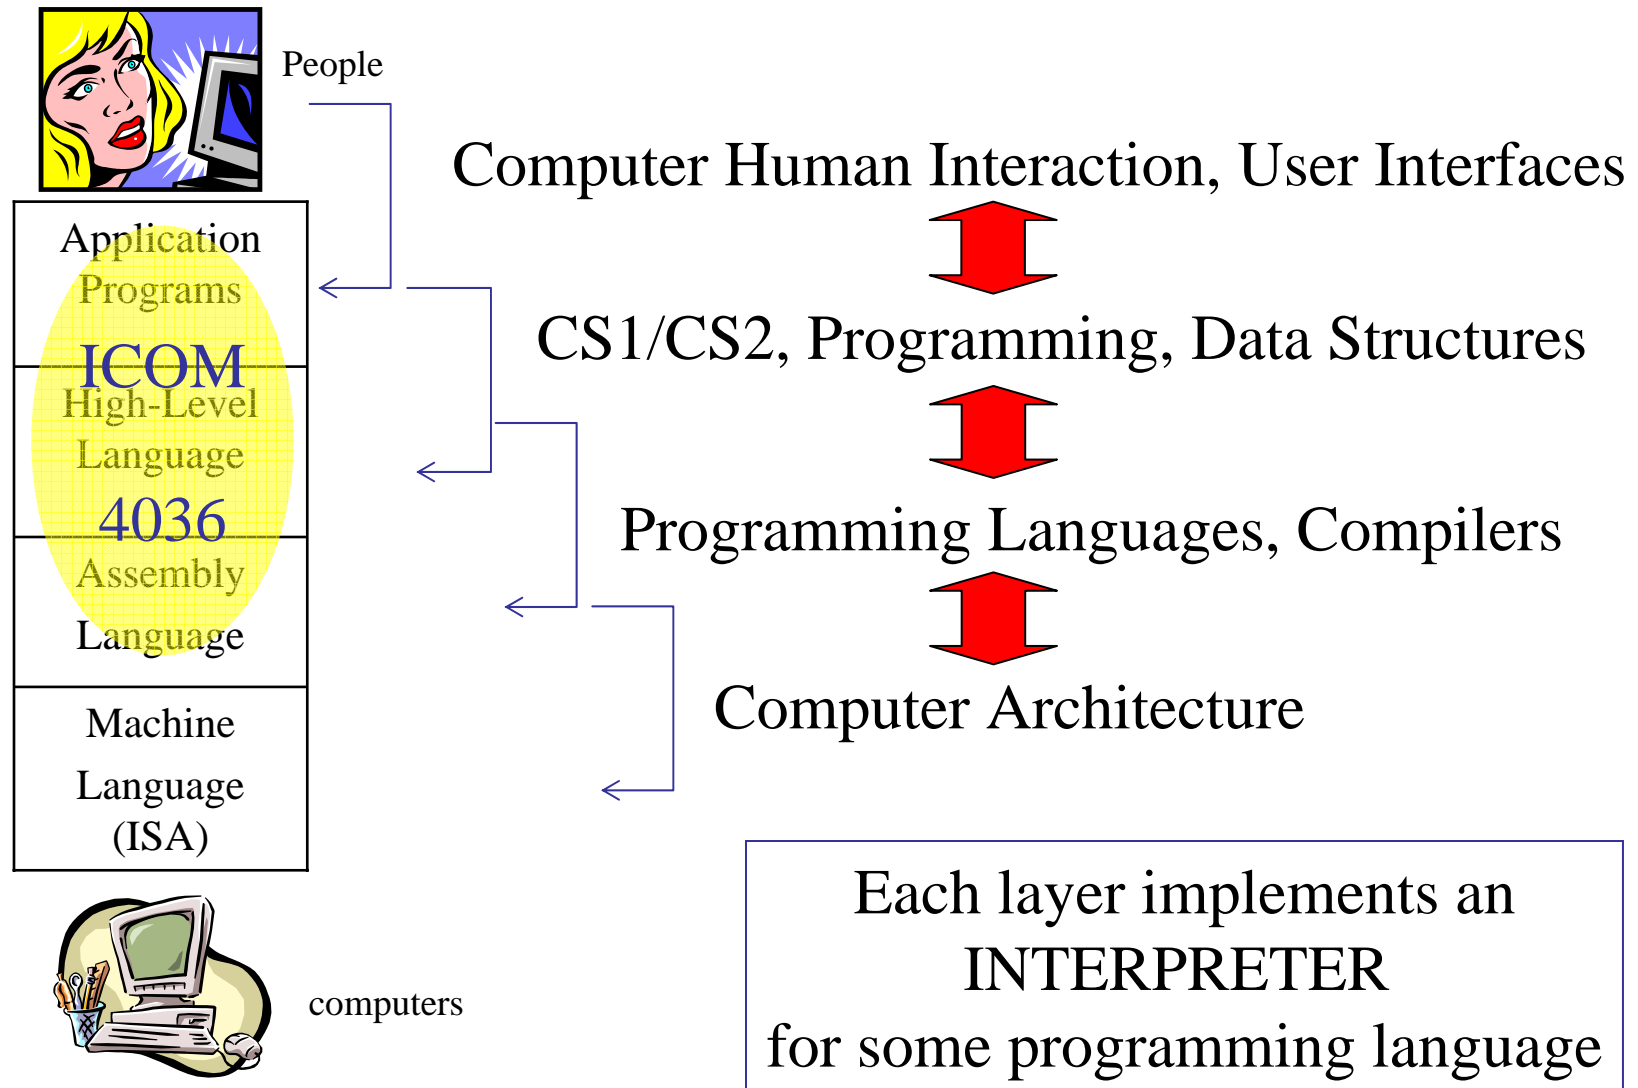 People
Computer Human Interaction, User Interfaces
Application
Programs
CS1/CS2, Programming, Data Structures
ICOM
High-Level
Language
4036
Programming Languages, Compilers
Assembly
Language
Computer Architecture
Machine
Language
(ISA)
Each layer implements an
INTERPRETER
for some programming language
computers